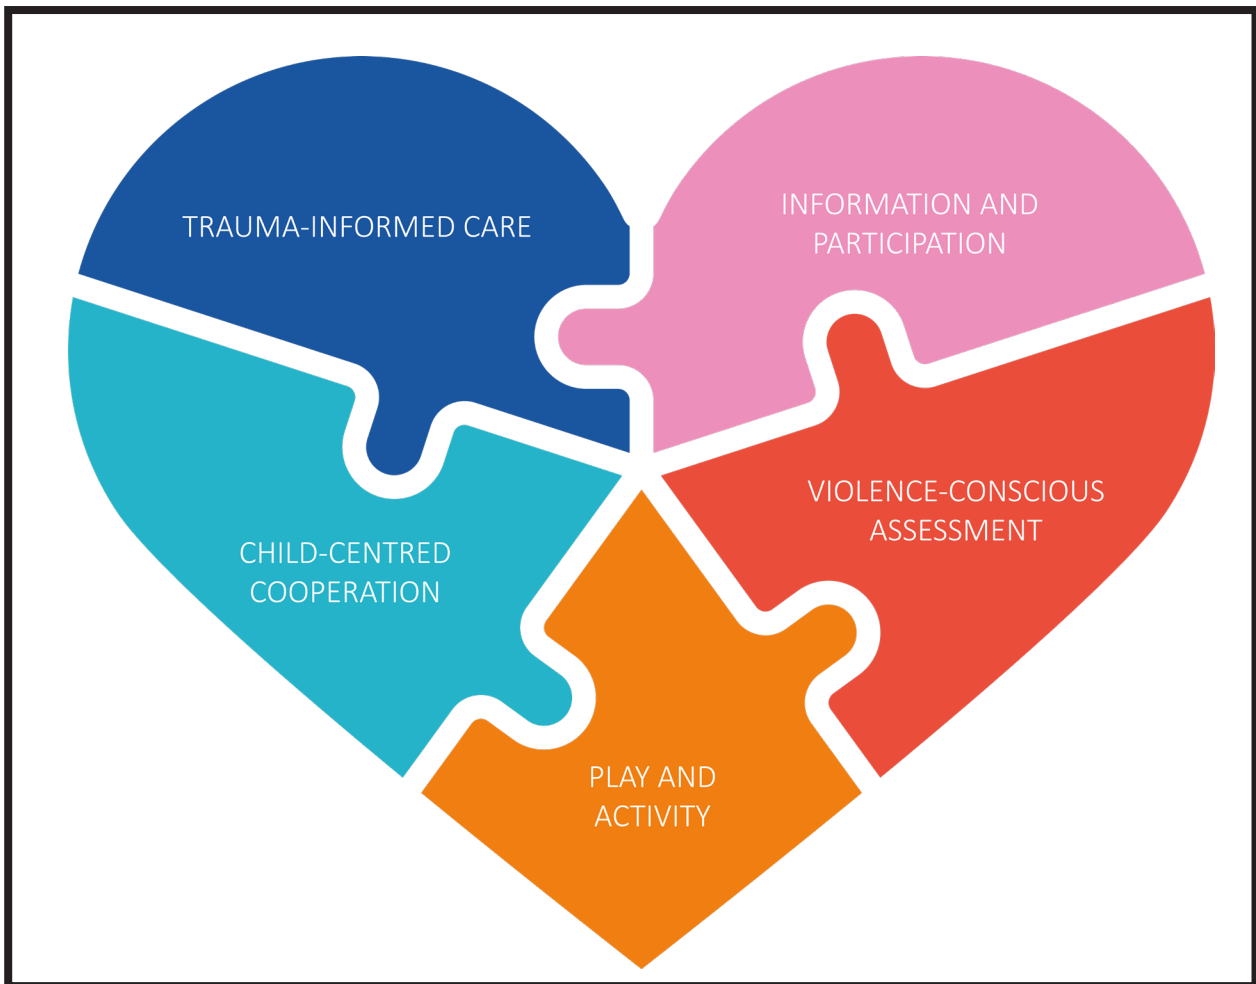 TRAUMA-INFORMED CARE
INFORMATION AND
PARTICIPATION
VIOLENCE-CONSCIOUS
ASSESSMENT
CHILD-CENTRED
COOPERATION
PLAY AND
ACTIVITY